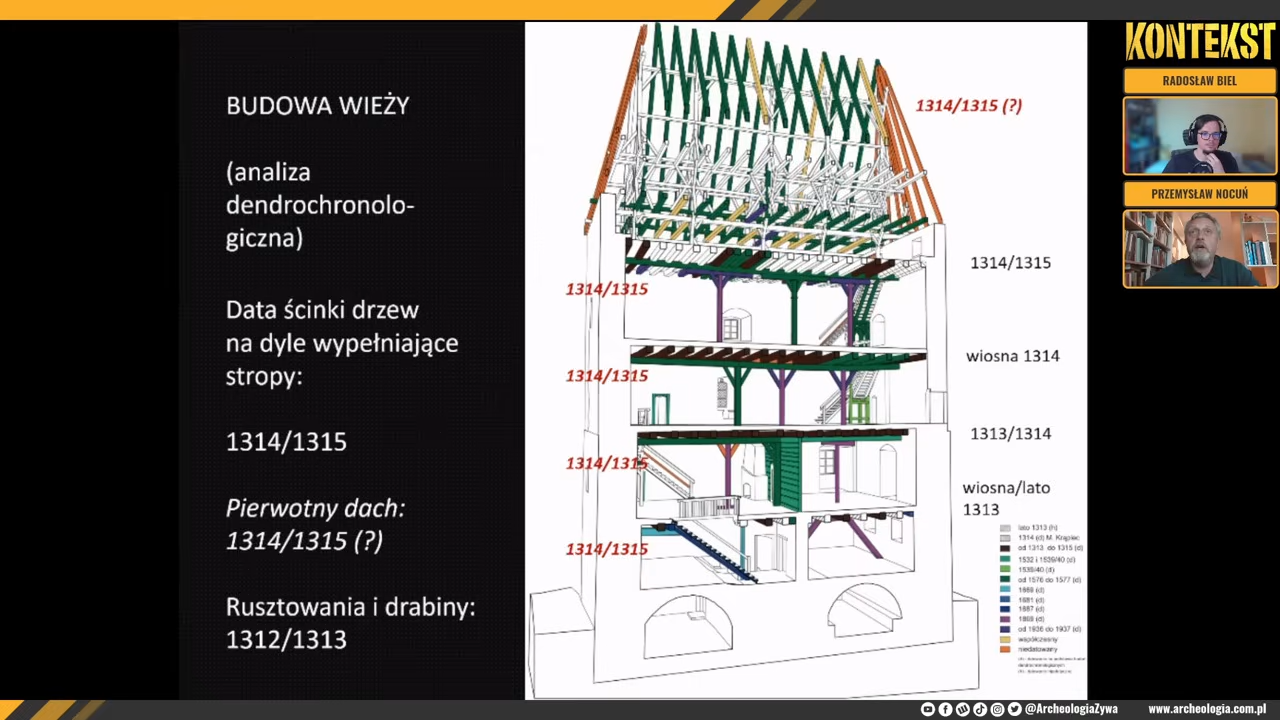 BUDOWA WIEŻY
(analiza
dendrochronolo-
giczna)
Data ścinki drzew
na dyle wypełniające
stropy:
1314/1315
Pierwotny dach:
1314/1315 (?)
Rusztowania i drabiny:
1312/1313
1314/1315 (?)
1314/1315
1314/1315
wiosna 1314
1314/1315
1313/1314
1314/1315
wiosna/lato
1313
1314/1315
lato 1313 (h)
1314 (d) M. Krąpiec
od 1313 do 1315 (d)
1532 i 1539/40 (d)
1539/40 (d)
od 1576 do 1577 (d)
1669 (d)
1681 (d)
1687 (d)
od 1936 do 1937 (d)
współczesny
niedatowany
KONTEKST
RADOSŁAW BIEL
PRZEMYSŁAW NOCUŃ
@ArcheologiaZywa
www.archeologia.com.pl